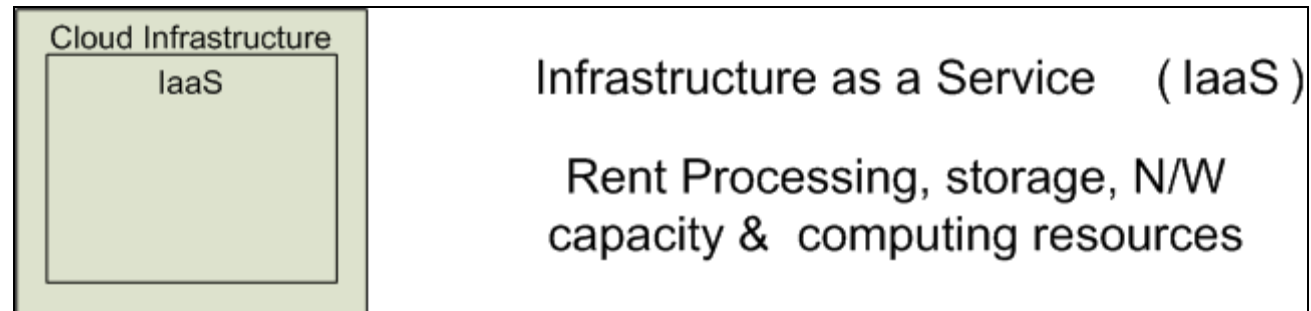 Cloud Infrastructure
IaaS
Infrastructure as a Service ( IaaS )
Rent Processing, storage, N/W
capacity & computing resources